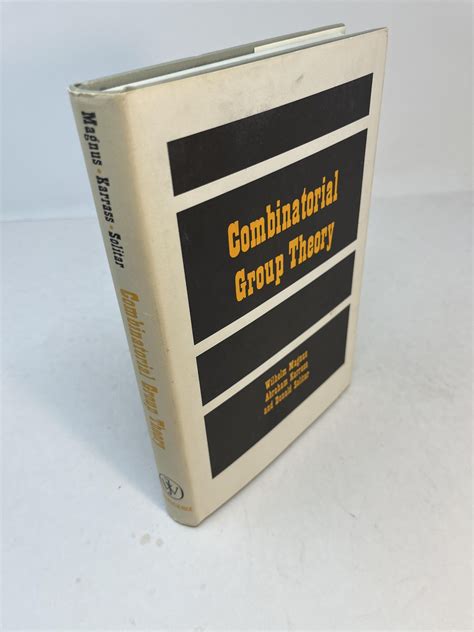 Magnus · Karrass · Solitar
Combinatorial Group Theory
Combinatorial
Group Theory
Wilhelm Magnus
Abraham Karrass
and Donald Solitar